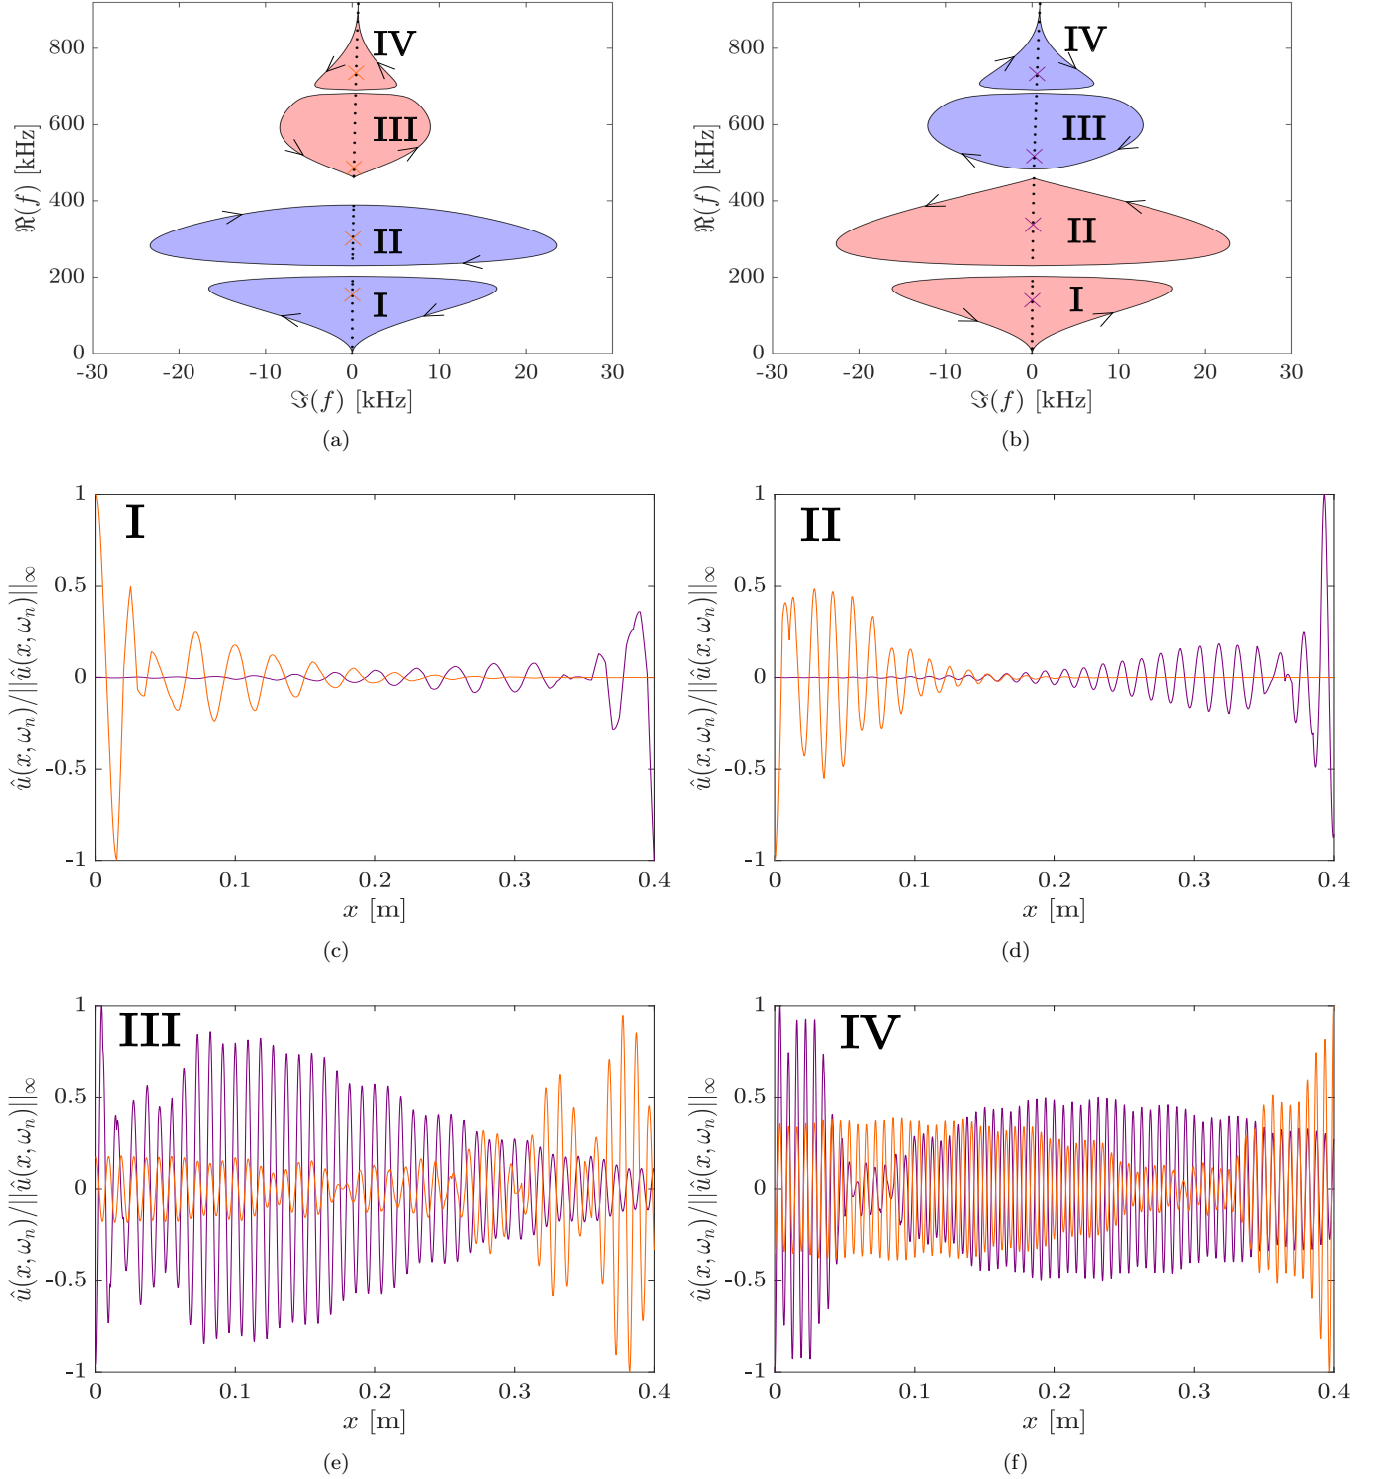 IV
III
II
I
800
600
400
200
0
-30 -20 -10 0 10 20 30
ℜ(f) [kHz]
ℑ(f) [kHz]
(a)
IV
III
II
I
800
600
400
200
0
-30 -20 -10 0 10 20 30
ℜ(f) [kHz]
ℑ(f) [kHz]
(b)
I
1
0.5
0
-0.5
-1
0 0.1 0.2 0.3 0.4
û(x, ωₙ)/||û(x, ωₙ)||∞
x [m]
(c)
II
1
0.5
0
-0.5
-1
0 0.1 0.2 0.3 0.4
û(x, ωₙ)/||û(x, ωₙ)||∞
x [m]
(d)
III
1
0.5
0
-0.5
-1
0 0.1 0.2 0.3 0.4
û(x, ωₙ)/||û(x, ωₙ)||∞
x [m]
(e)
IV
1
0.5
0
-0.5
-1
0 0.1 0.2 0.3 0.4
û(x, ωₙ)/||û(x, ωₙ)||∞
x [m]
(f)